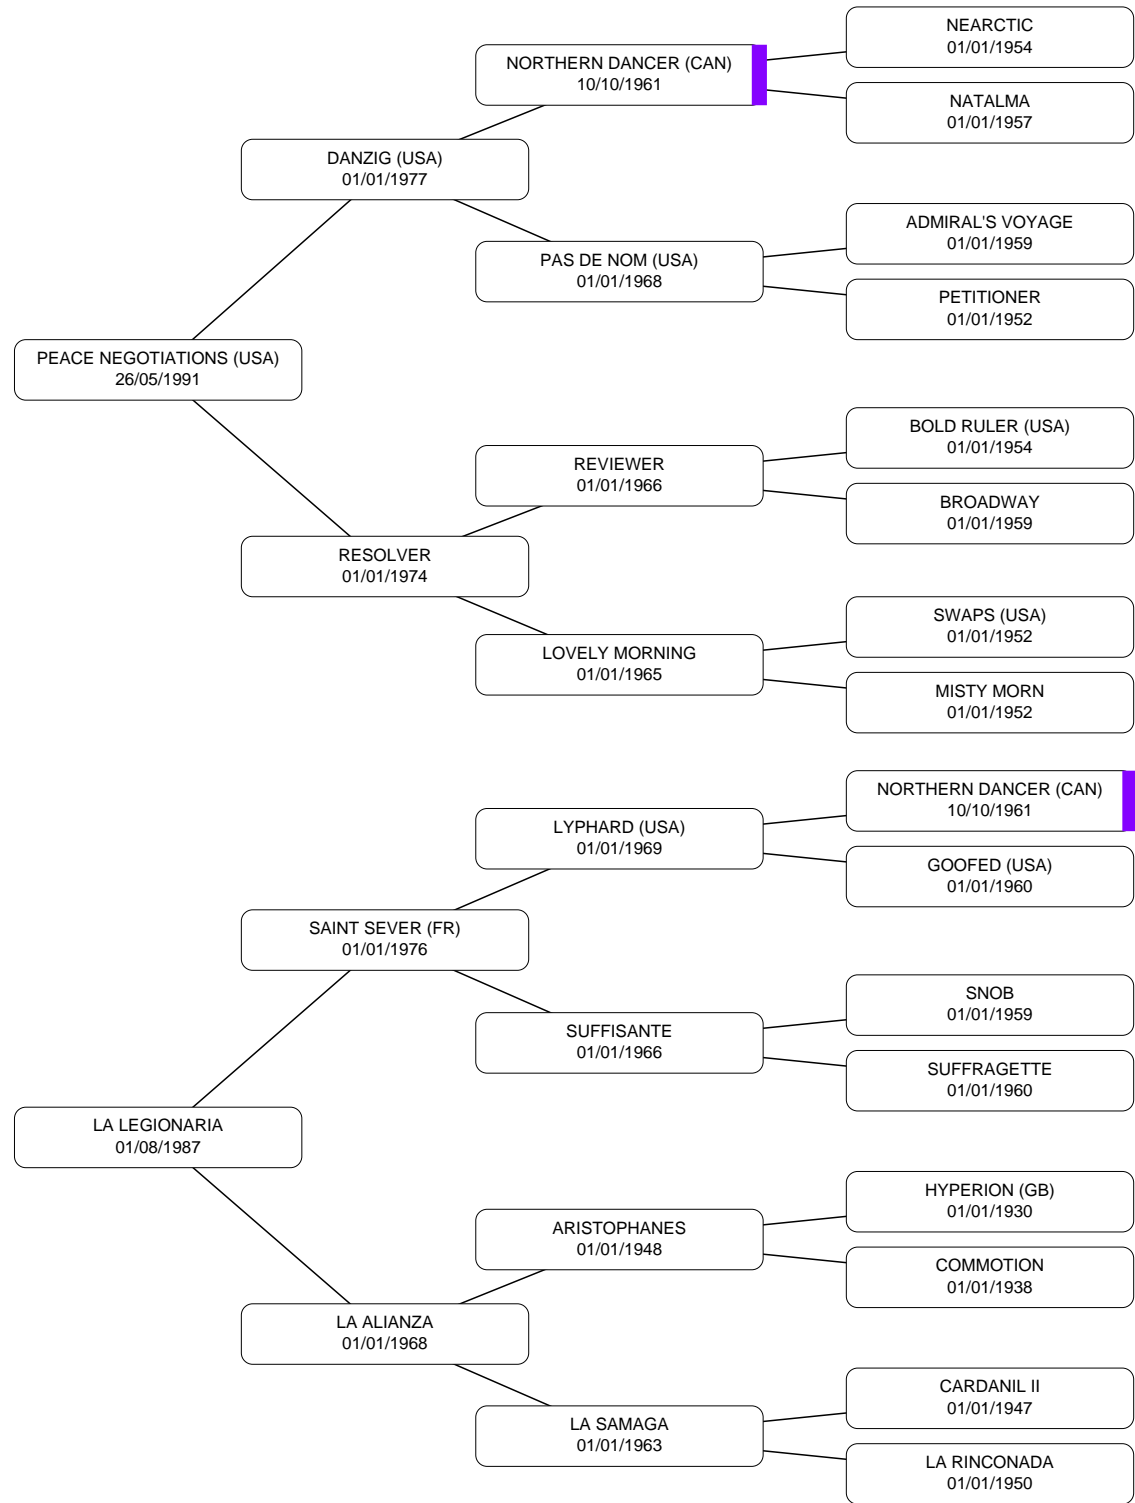 NEARCTIC
01/01/1954
NORTHERN DANCER (CAN)
10/10/1961
NATALMA
01/01/1957
DANZIG (USA)
01/01/1977
ADMIRAL'S VOYAGE
01/01/1959
PAS DE NOM (USA)
01/01/1968
PETITIONER
01/01/1952
PEACE NEGOTIATIONS (USA)
26/05/1991
BOLD RULER (USA)
01/01/1954
REVIEWER
01/01/1966
BROADWAY
01/01/1959
RESOLVER
01/01/1974
SWAPS (USA)
01/01/1952
LOVELY MORNING
01/01/1965
MISTY MORN
01/01/1952
NORTHERN DANCER (CAN)
10/10/1961
LYPHARD (USA)
01/01/1969
GOOFED (USA)
01/01/1960
SAINT SEVER (FR)
01/01/1976
SNOB
01/01/1959
SUFFISANTE
01/01/1966
SUFFRAGETTE
01/01/1960
LA LEGIONARIA
01/08/1987
HYPERION (GB)
01/01/1930
ARISTOPHANES
01/01/1948
COMMOTION
01/01/1938
LA ALIANZA
01/01/1968
CARDANIL II
01/01/1947
LA SAMAGA
01/01/1963
LA RINCONADA
01/01/1950